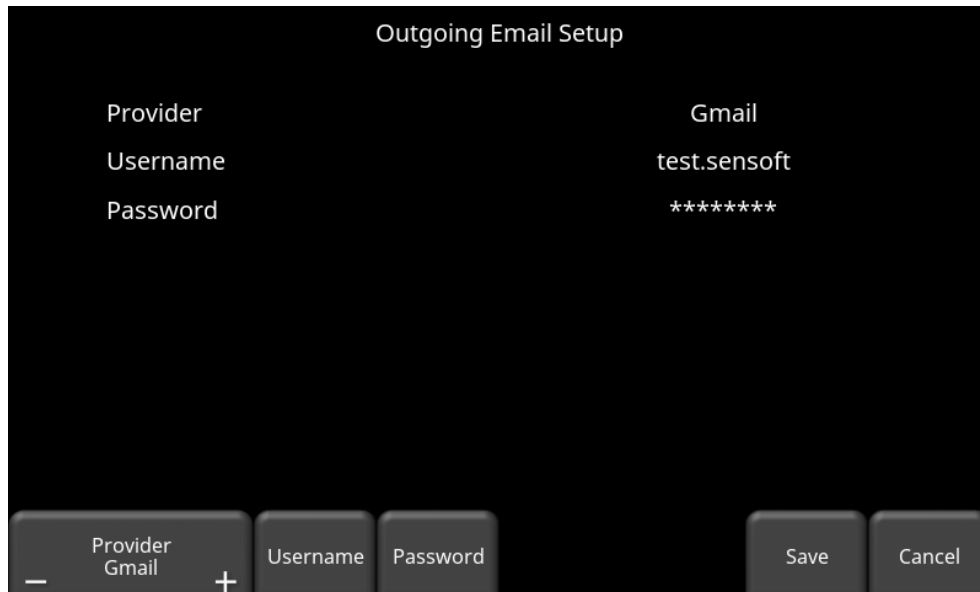 Outgoing Email Setup
Provider Gmail
Username test.sensoft
Password ********
Provider
Gmail
− +
Username
Password
Save
Cancel